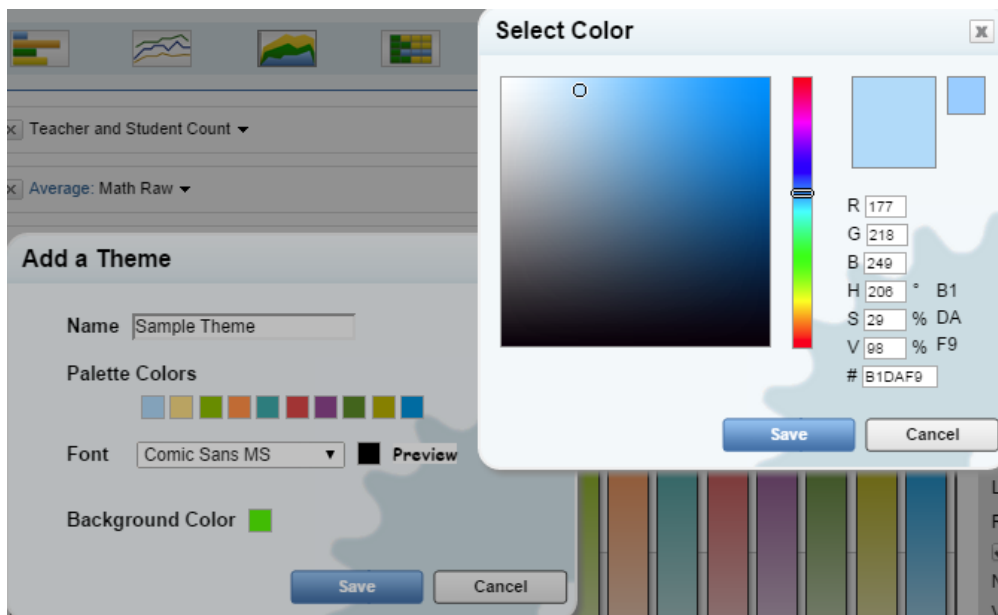 Select Color
x
x Teacher and Student Count
x Average: Math Raw
R 177
G 218
B 249
H 206 ° B1
S 29 % DA
V 98 % F9
# B1DAF9
Save Cancel
Add a Theme
Name Sample Theme
Palette Colors
Font Comic Sans MS Preview
Background Color
Save Cancel